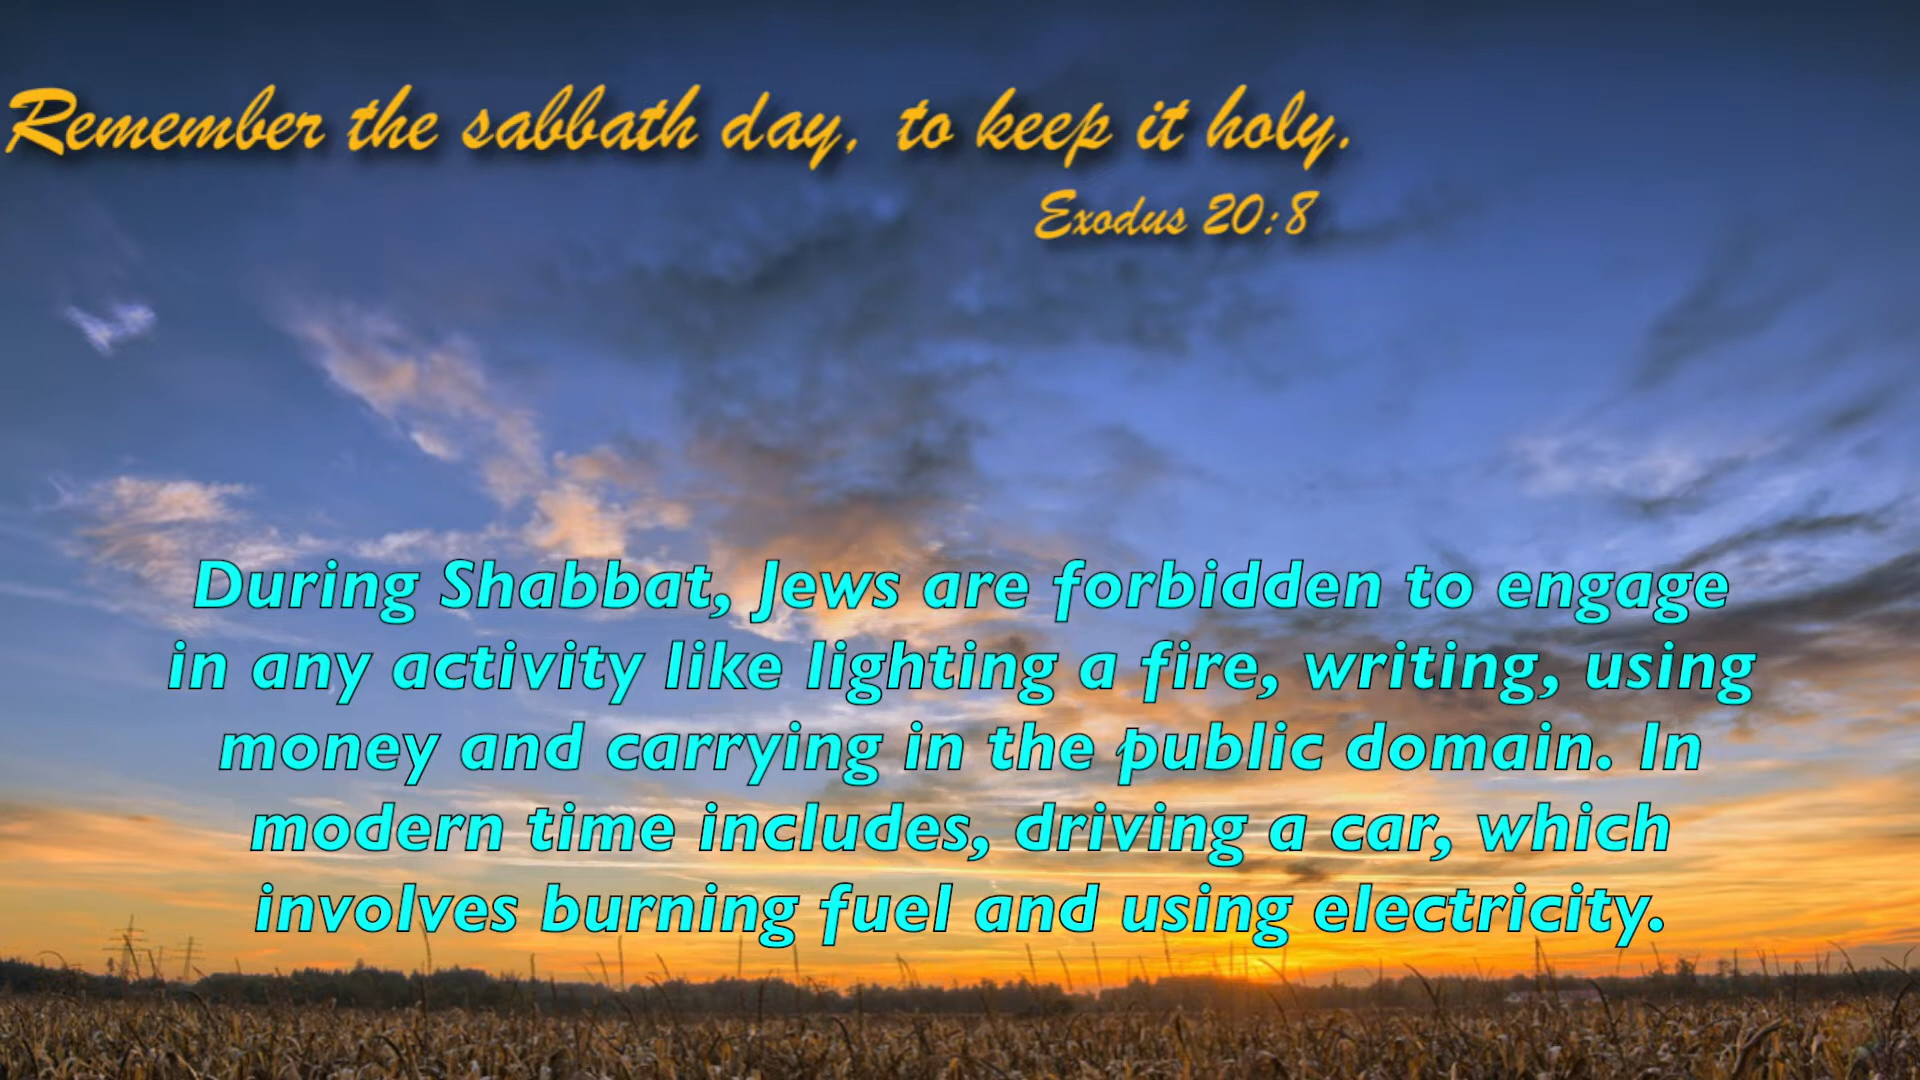 Remember the sabbath day, to keep it holy.
Exodus 20:8
During Shabbat, Jews are forbidden to engage
in any activity like lighting a fire, writing, using
money and carrying in the public domain. In
modern time includes, driving a car, which
involves burning fuel and using electricity.